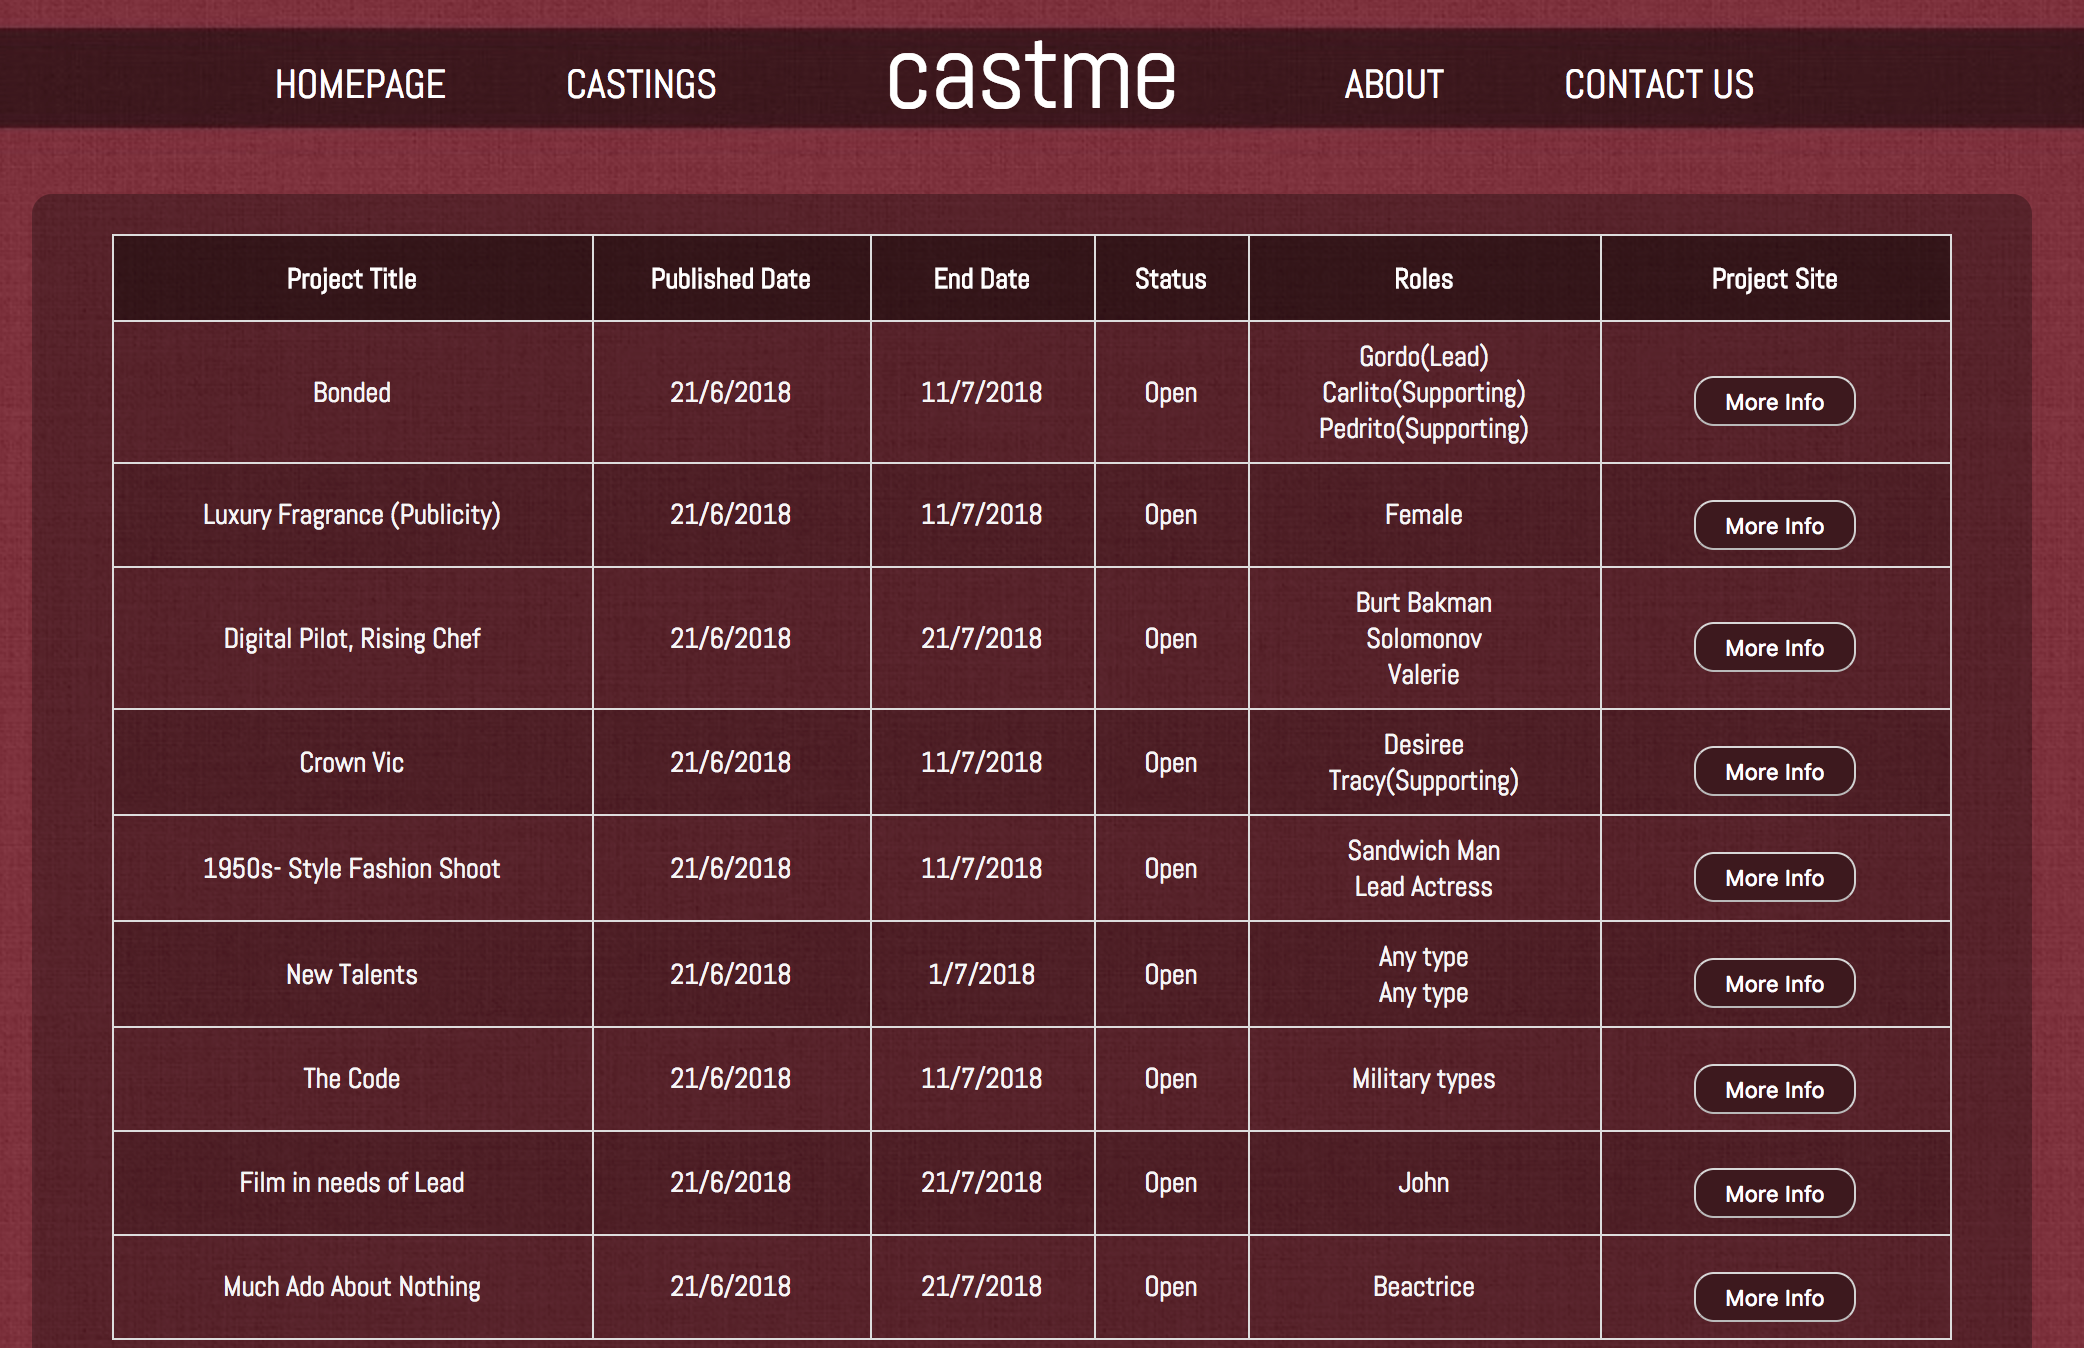 HOMEPAGE CASTINGS castme ABOUT CONTACT US
Project Title Published Date End Date Status Roles Project Site
Bonded 21/6/2018 11/7/2018 Open Gordo(Lead) More Info
Carlito(Supporting)
Pedrito(Supporting)
Luxury Fragrance (Publicity) 21/6/2018 11/7/2018 Open Female More Info
Digital Pilot, Rising Chef 21/6/2018 21/7/2018 Open Burt Bakman More Info
Solomonov
Valerie
Crown Vic 21/6/2018 11/7/2018 Open Desiree More Info
Tracy(Supporting)
1950s- Style Fashion Shoot 21/6/2018 11/7/2018 Open Sandwich Man More Info
Lead Actress
New Talents 21/6/2018 1/7/2018 Open Any type More Info
Any type
The Code 21/6/2018 11/7/2018 Open Military types More Info
Film in needs of Lead 21/6/2018 21/7/2018 Open John More Info
Much Ado About Nothing 21/6/2018 21/7/2018 Open Beactrice More Info